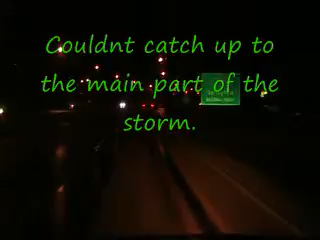 Couldnt catch up to
the main part of the
storm.